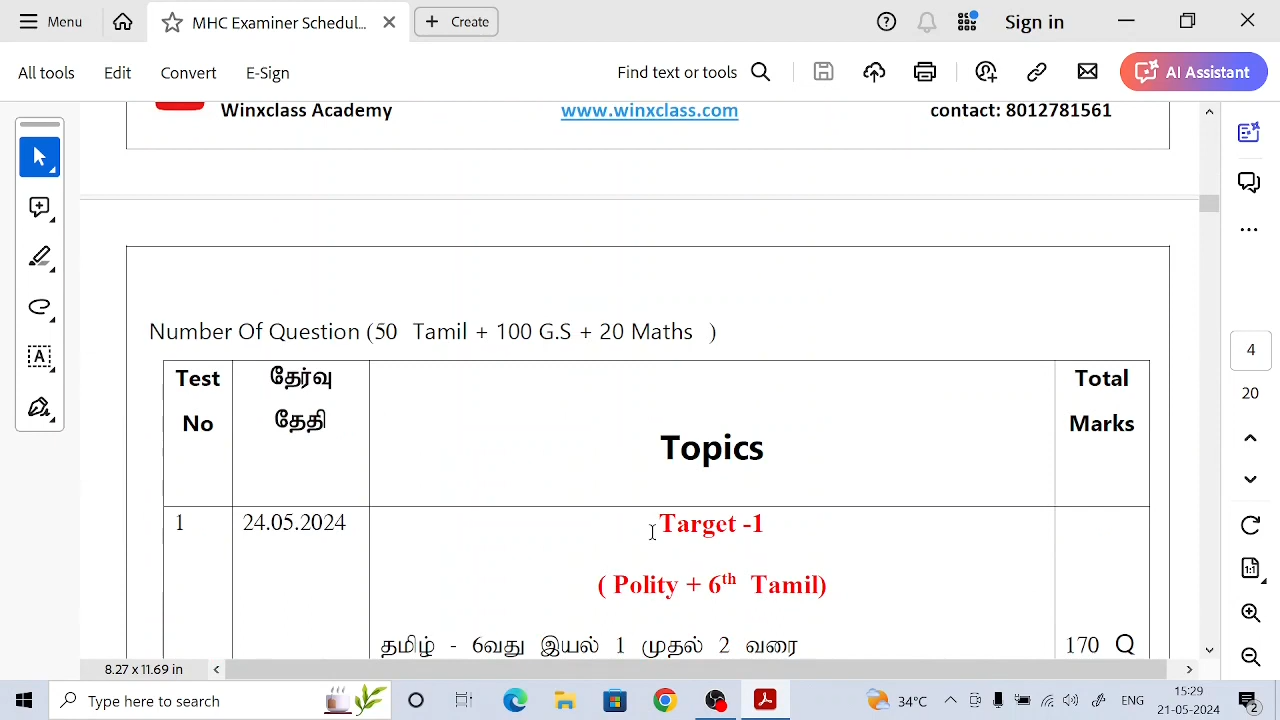 Menu
MHC Examiner Schedul...
Create
Sign in
All tools
Edit
Convert
E-Sign
Find text or tools
AI Assistant
Winxclass Academy
www.winxclass.com
contact: 8012781561
Number Of Question (50 Tamil + 100 G.S + 20 Maths )
Test No
தேர்வு தேதி
Topics
Total Marks
1
24.05.2024
Target -1
( Polity + 6th Tamil)
தமிழ் - 6வது இயல் 1 முதல் 2 வரை
170 Q
4
20
1:1
8.27 x 11.69 in
Type here to search
34°C
ENG
15:29
21-05-2024
2